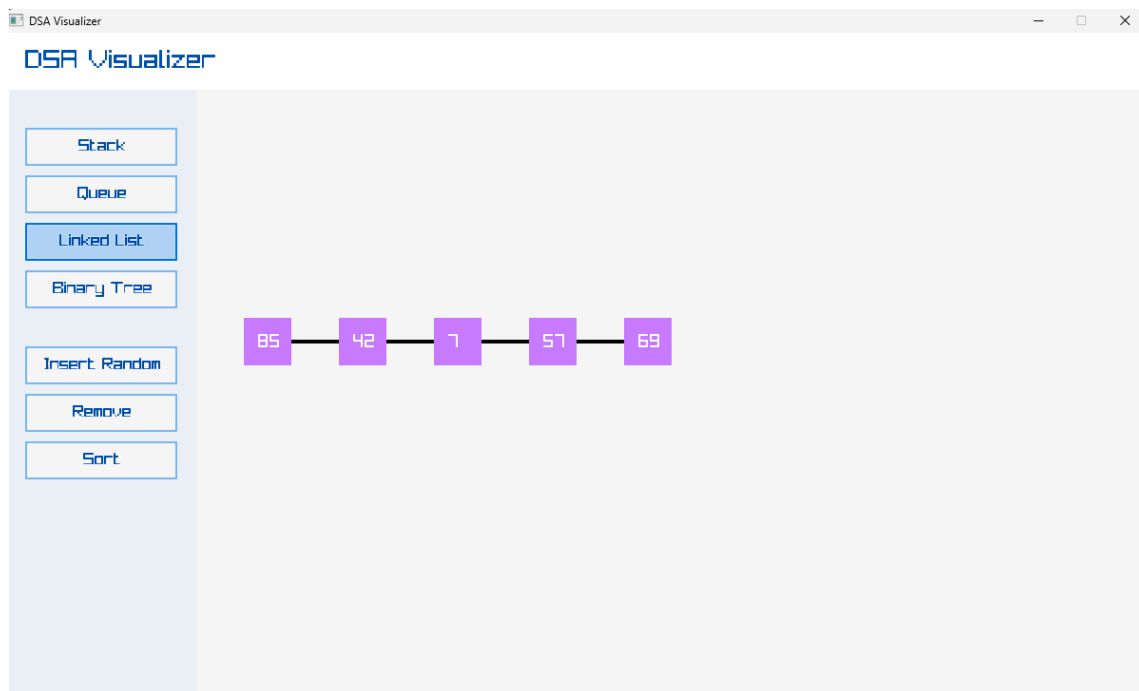 DSA Visualizer
DSA Visualizer
Stack
Queue
Linked List
Binary Tree
85 42 7 57 69
Insert Random
Remove
Sort